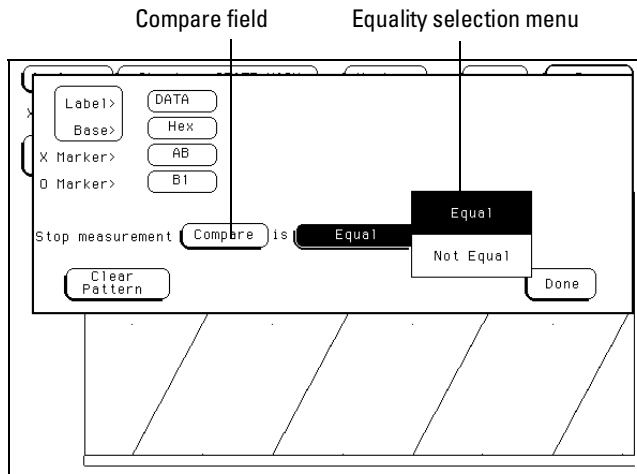 Compare field Equality selection menu
Label> DATA
Base> Hex
X Marker> AB
O Marker> B1
Equal
Stop measurement Compare is Equal
Not Equal
Clear
Pattern
Done